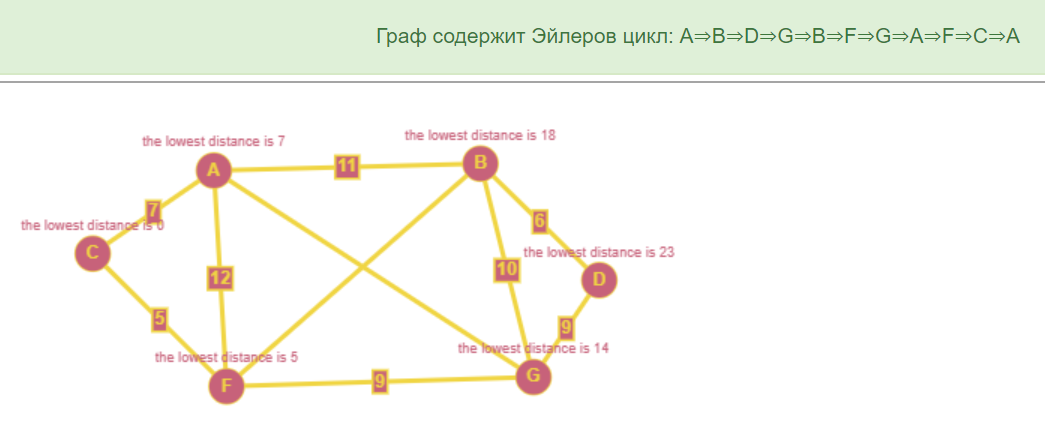 Граф содержит Эйлеров цикл: A⇒B⇒D⇒G⇒B⇒F⇒G⇒A⇒F⇒C⇒A
the lowest distance is 18
the lowest distance is 7
B
11
A
7
6
the lowest distance is 0
C
the lowest distance is 23
10
12
D
5
9
the lowest distance is 14
the lowest distance is 5
G
9
F